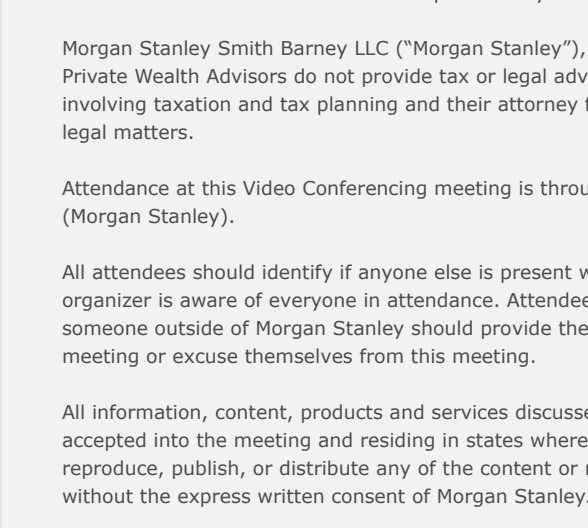 Morgan Stanley Smith Barney LLC (“Morgan Stanley”),
Private Wealth Advisors do not provide tax or legal
involving taxation and tax planning and their attorney
legal matters.
Attendance at this Video Conferencing meeting is
(Morgan Stanley).
All attendees should identify if anyone else is present
organizer is aware of everyone in attendance.
someone outside of Morgan Stanley should provide the
meeting or excuse themselves from this meeting.
All information, content, products and services
accepted into the meeting and residing in states where
reproduce, publish, or distribute any of the content or
without the express written consent of Morgan Stanley.